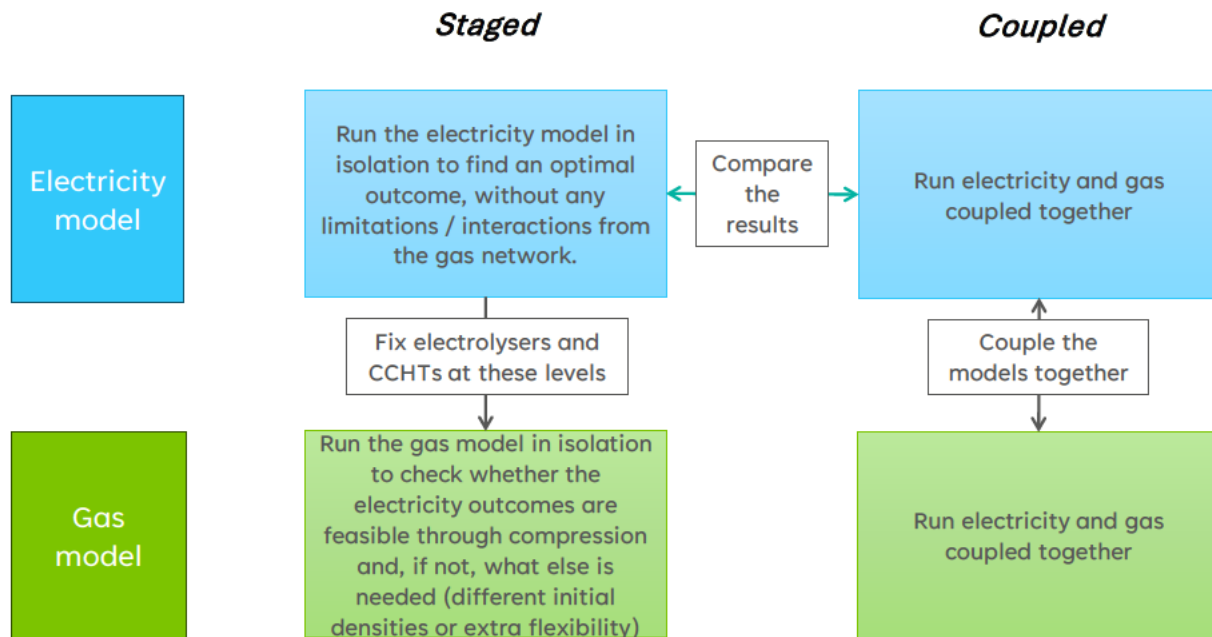 Staged
Coupled
Electricity
model
Run the electricity model in
isolation to find an optimal
outcome, without any
limitations / interactions from
the gas network.
Compare
the
results
Run electricity and gas
coupled together
Fix electrolysers and
CCHTs at these levels
Couple the
models together
Gas
model
Run the gas model in isolation
to check whether the
electricity outcomes are
feasible through compression
and, if not, what else is
needed (different initial
densities or extra flexibility)
Run electricity and gas
coupled together